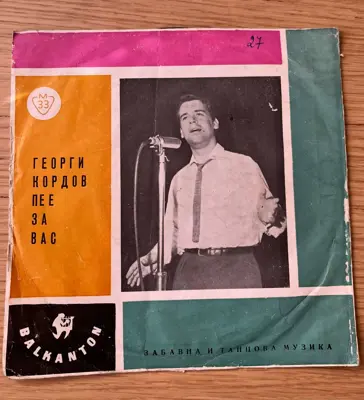 27
М
33
ГЕОРГИ
КОРДОВ
ПЕЕ
ЗА
ВАС
BALKANTON
ЗАБАВНА И ТАНЦОВА МУЗИКА